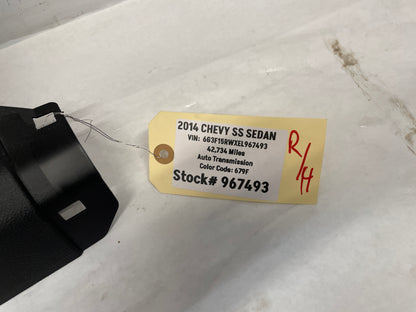 2014 CHEVY SS SEDAN
VIN: 6G3F15RWXEL967493
42,734 Miles
Auto Transmission
Color Code: 679F
Stock# 967493
R/H